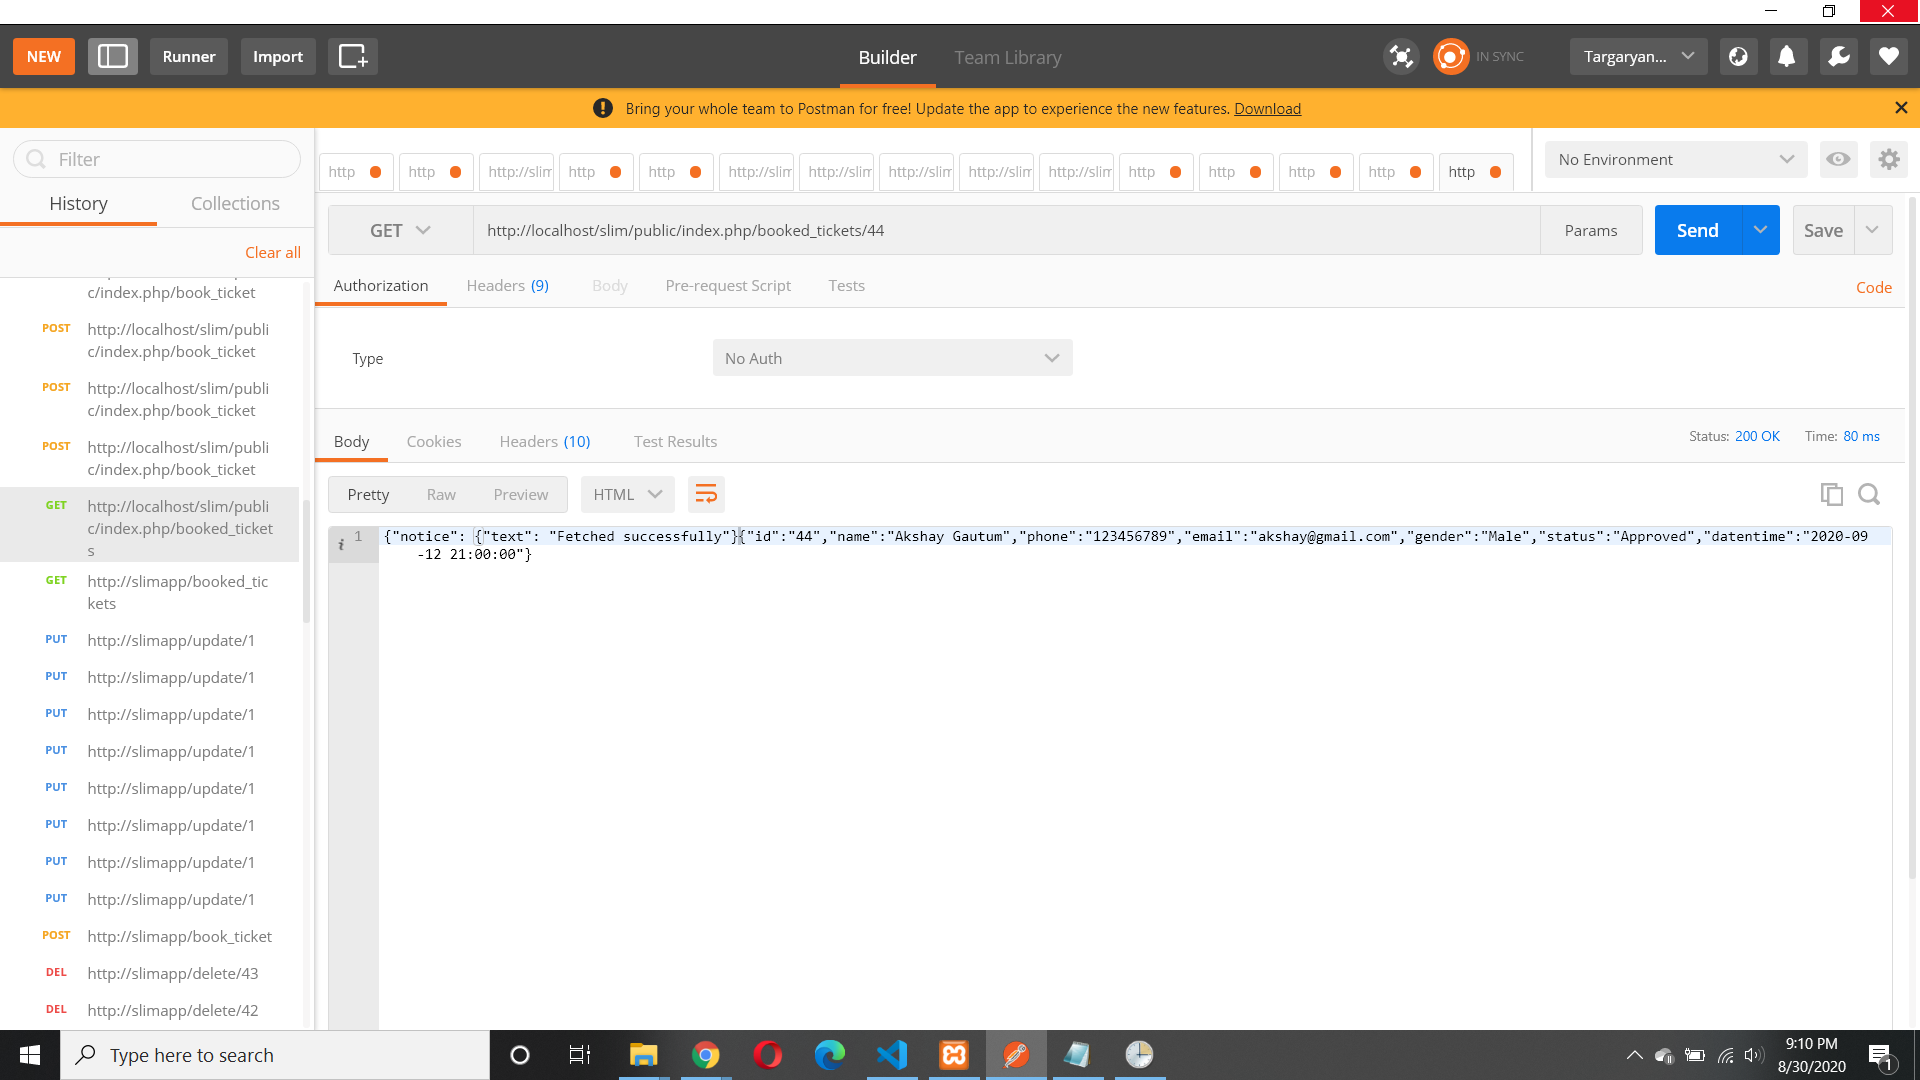 NEW
Runner
Import
Builder
Team Library
IN SYNC
Targaryan...
Bring your whole team to Postman for free! Update the app to experience the new features. Download
Filter
History
Collections
Clear all
c/index.php/book_ticket
POST http://localhost/slim/publi
c/index.php/book_ticket
POST http://localhost/slim/publi
c/index.php/book_ticket
POST http://localhost/slim/publi
c/index.php/book_ticket
GET http://localhost/slim/publi
c/index.php/booked_ticket
s
GET http://slimapp/booked_tic
kets
PUT http://slimapp/update/1
PUT http://slimapp/update/1
PUT http://slimapp/update/1
PUT http://slimapp/update/1
PUT http://slimapp/update/1
PUT http://slimapp/update/1
PUT http://slimapp/update/1
PUT http://slimapp/update/1
POST http://slimapp/book_ticket
DEL http://slimapp/delete/43
DEL http://slimapp/delete/42
http http http://slim http http http://slim http://slim http://slim http://slim http://slim http http http http http
No Environment
GET http://localhost/slim/public/index.php/booked_tickets/44 Params Send Save
Authorization Headers (9) Body Pre-request Script Tests Code
Type No Auth
Body Cookies Headers (10) Test Results Status: 200 OK Time: 80 ms
Pretty Raw Preview HTML
i 1 {"notice": {"text": "Fetched successfully"}{"id":"44","name":"Akshay Gautum","phone":"123456789","email":"akshay@gmail.com","gender":"Male","status":"Approved","datentime":"2020-09
-12 21:00:00"}
Type here to search
9:10 PM
8/30/2020
1